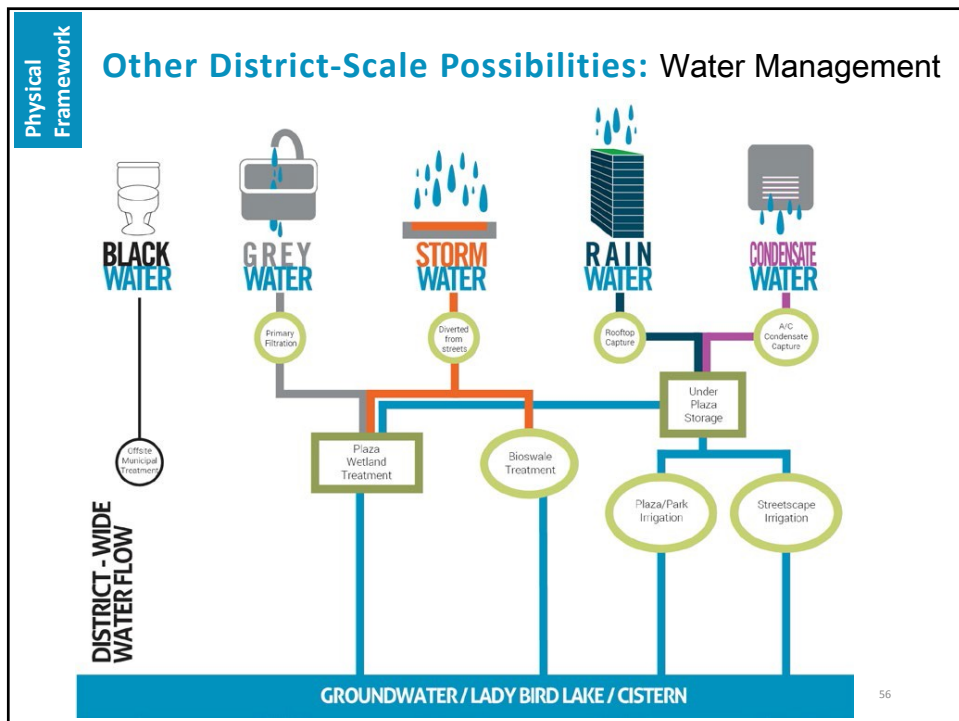 Physical
Framework
Other District-Scale Possibilities: Water Management
BLACK
WATER
GREY
WATER
STORM
WATER
RAIN
WATER
CONDENSATE
WATER
Primary
Filtration
Diverted
from
streets
Rooftop
Capture
A/C
Condensate
Capture
Under
Plaza
Storage
Offsite
Municipal
Treatment
Plaza
Wetland
Treatment
Bioswale
Treatment
Plaza/Park
Irrigation
Streetscape
Irrigation
DISTRICT - WIDE
WATER FLOW
GROUNDWATER / LADY BIRD LAKE / CISTERN
56